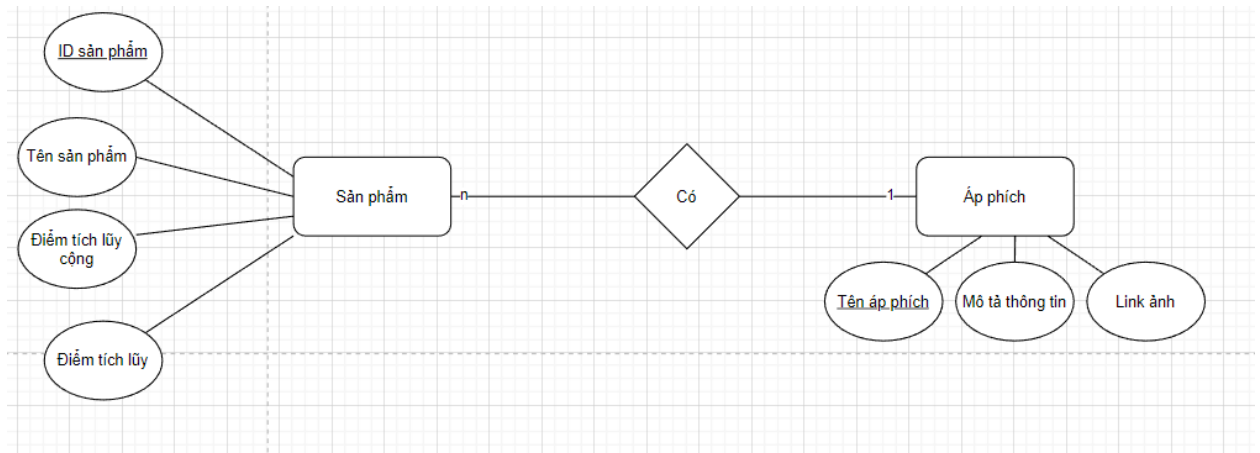 ID sản phẩm
Tên sản phẩm
Điểm tích lũy
cộng
Điểm tích lũy
Sản phẩm
n
Có
1
Áp phích
Tên áp phích
Mô tả thông tin
Link ảnh